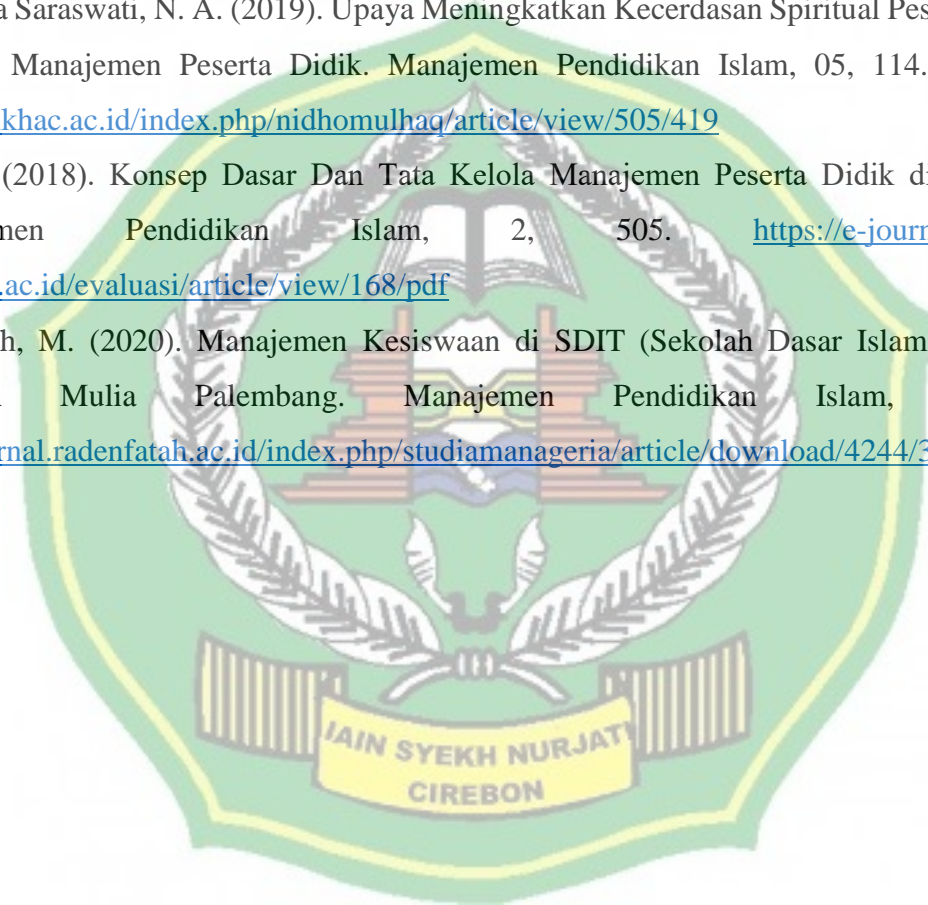 a Saraswati, N. A. (2019). Upaya Meningkatkan Kecerdasan Spiritual Pes
Manajemen Peserta Didik. Manajemen Pendidikan Islam, 05, 114.
khac.ac.id/index.php/nidhomulhaq/article/view/505/419
(2018). Konsep Dasar Dan Tata Kelola Manajemen Peserta Didik di
men Pendidikan Islam, 2, 505. https://e-journ
.ac.id/evaluasi/article/view/168/pdf
h, M. (2020). Manajemen Kesiswaan di SDIT (Sekolah Dasar Islam
Mulia Palembang. Manajemen Pendidikan Islam,
rnal.radenfatah.ac.id/index.php/studiamanageria/article/download/4244/3
IAIN SYEKH NURJATI
CIREBON